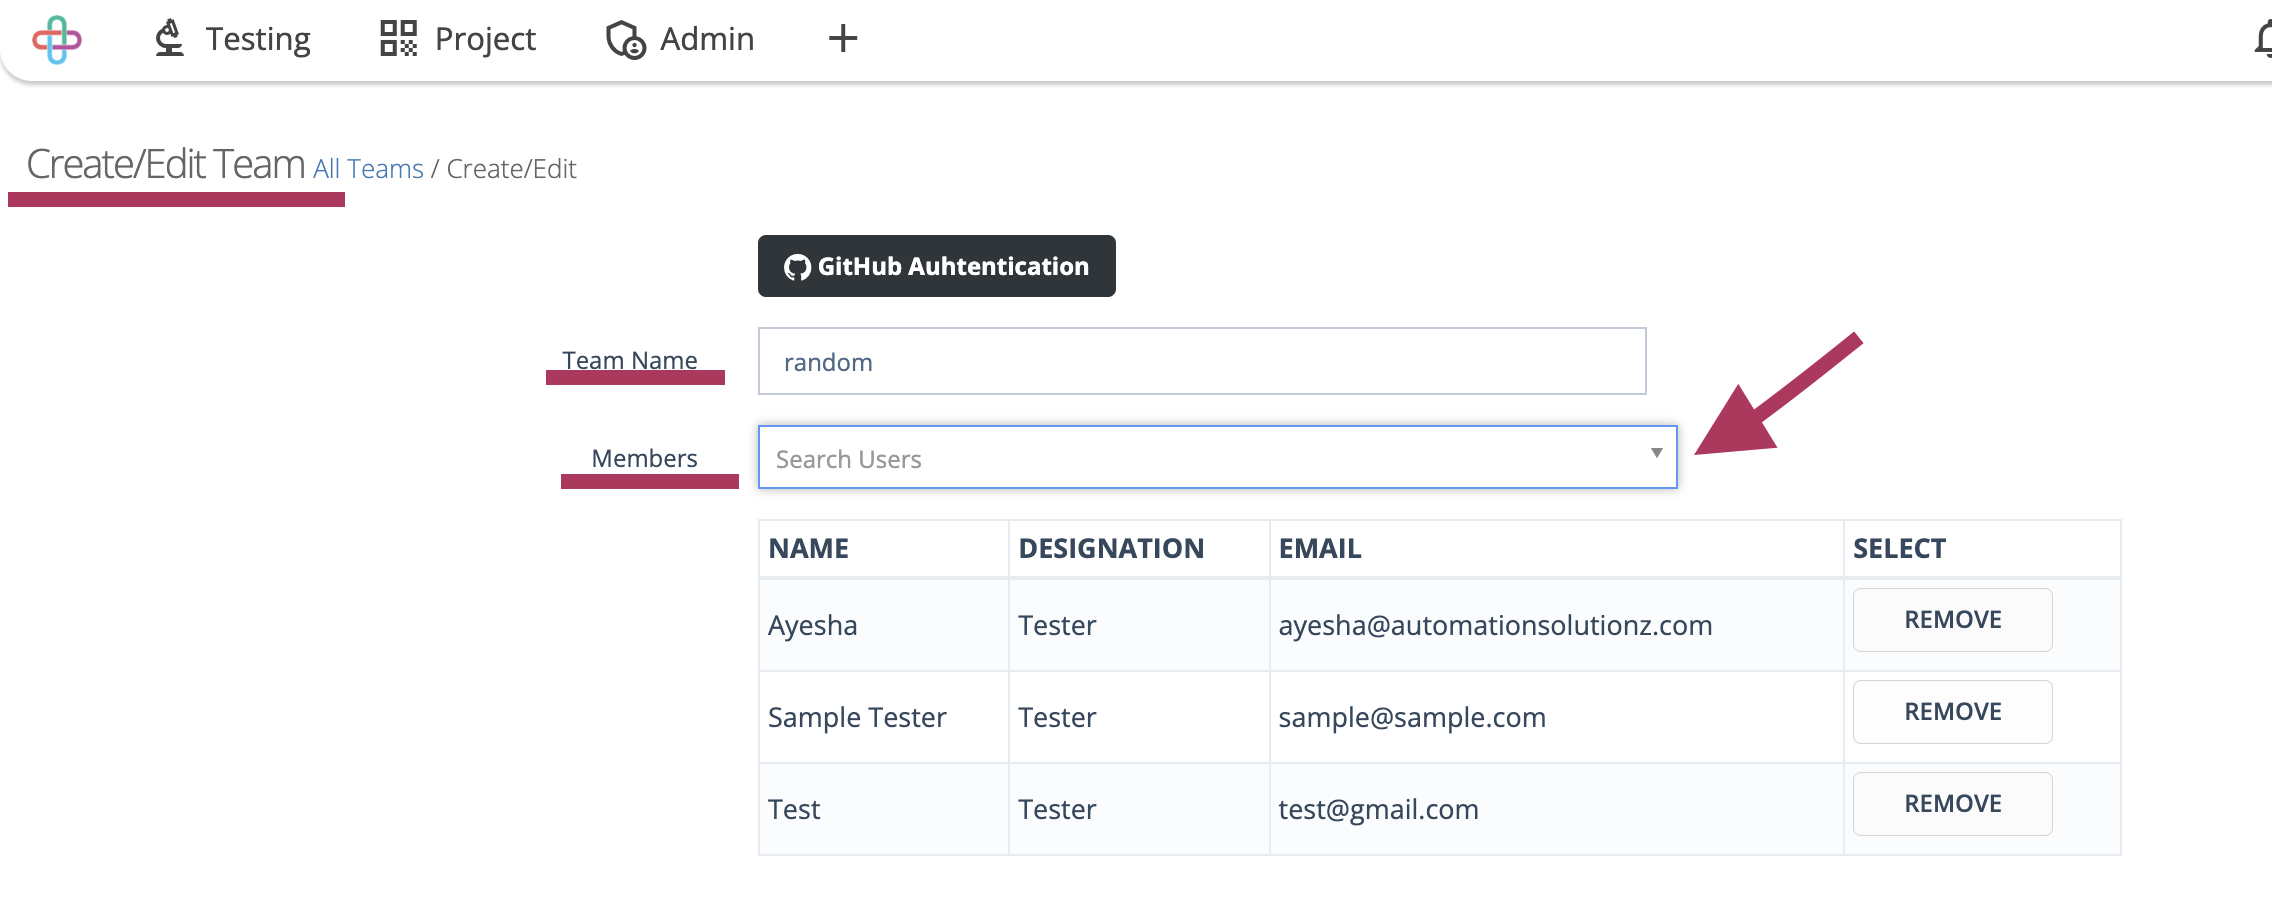 Testing Project Admin +
Create/Edit Team All Teams / Create/Edit
GitHub Auhtentication
Team Name random
Members Search Users
NAME DESIGNATION EMAIL SELECT
Ayesha Tester ayesha@automationsolutionz.com REMOVE
Sample Tester Tester sample@sample.com REMOVE
Test Tester test@gmail.com REMOVE